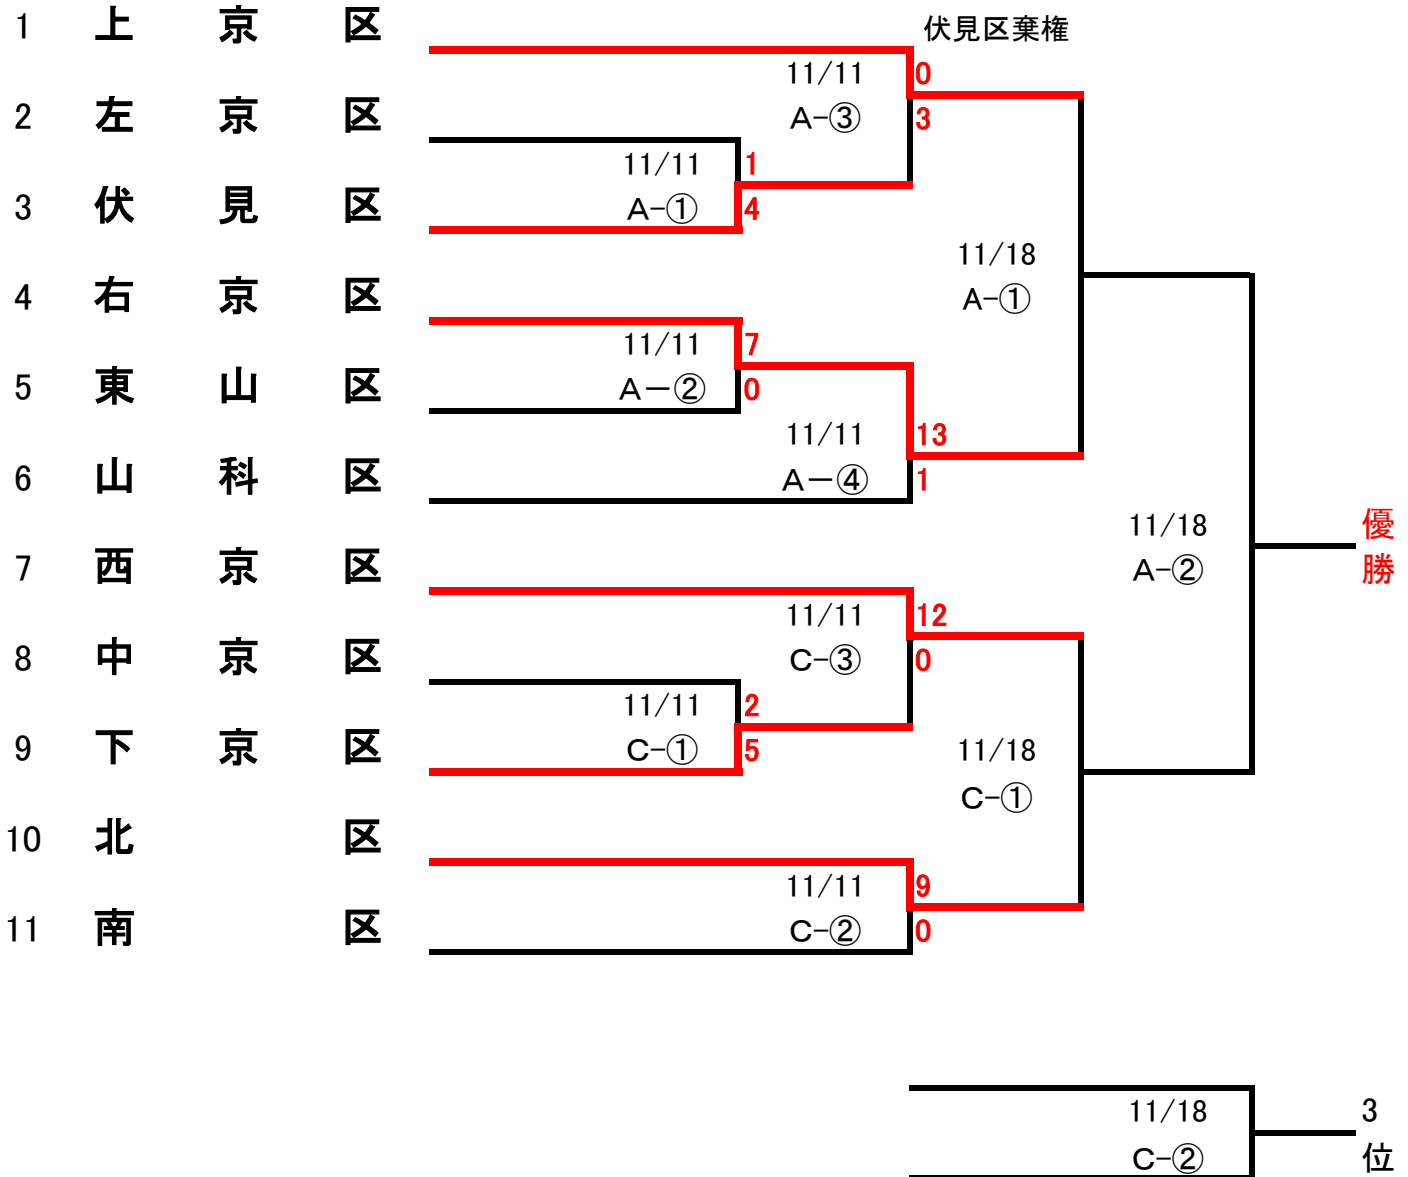 1 上 京 区
伏見区棄権
11/11 0
2 左 京 区
A-③ 3
11/11 1
3 伏 見 区
A-① 4
11/18
4 右 京 区
A-①
11/11 7
5 東 山 区
A－② 0
11/11 13
6 山 科 区
A－④ 1
11/18 優
7 西 京 区
A-② 勝
11/11 12
8 中 京 区
C-③ 0
11/11 2
9 下 京 区
C-① 5
11/18
C-①
10 北 区
11/11 9
11 南 区
C-② 0
11/18 3
C-② 位